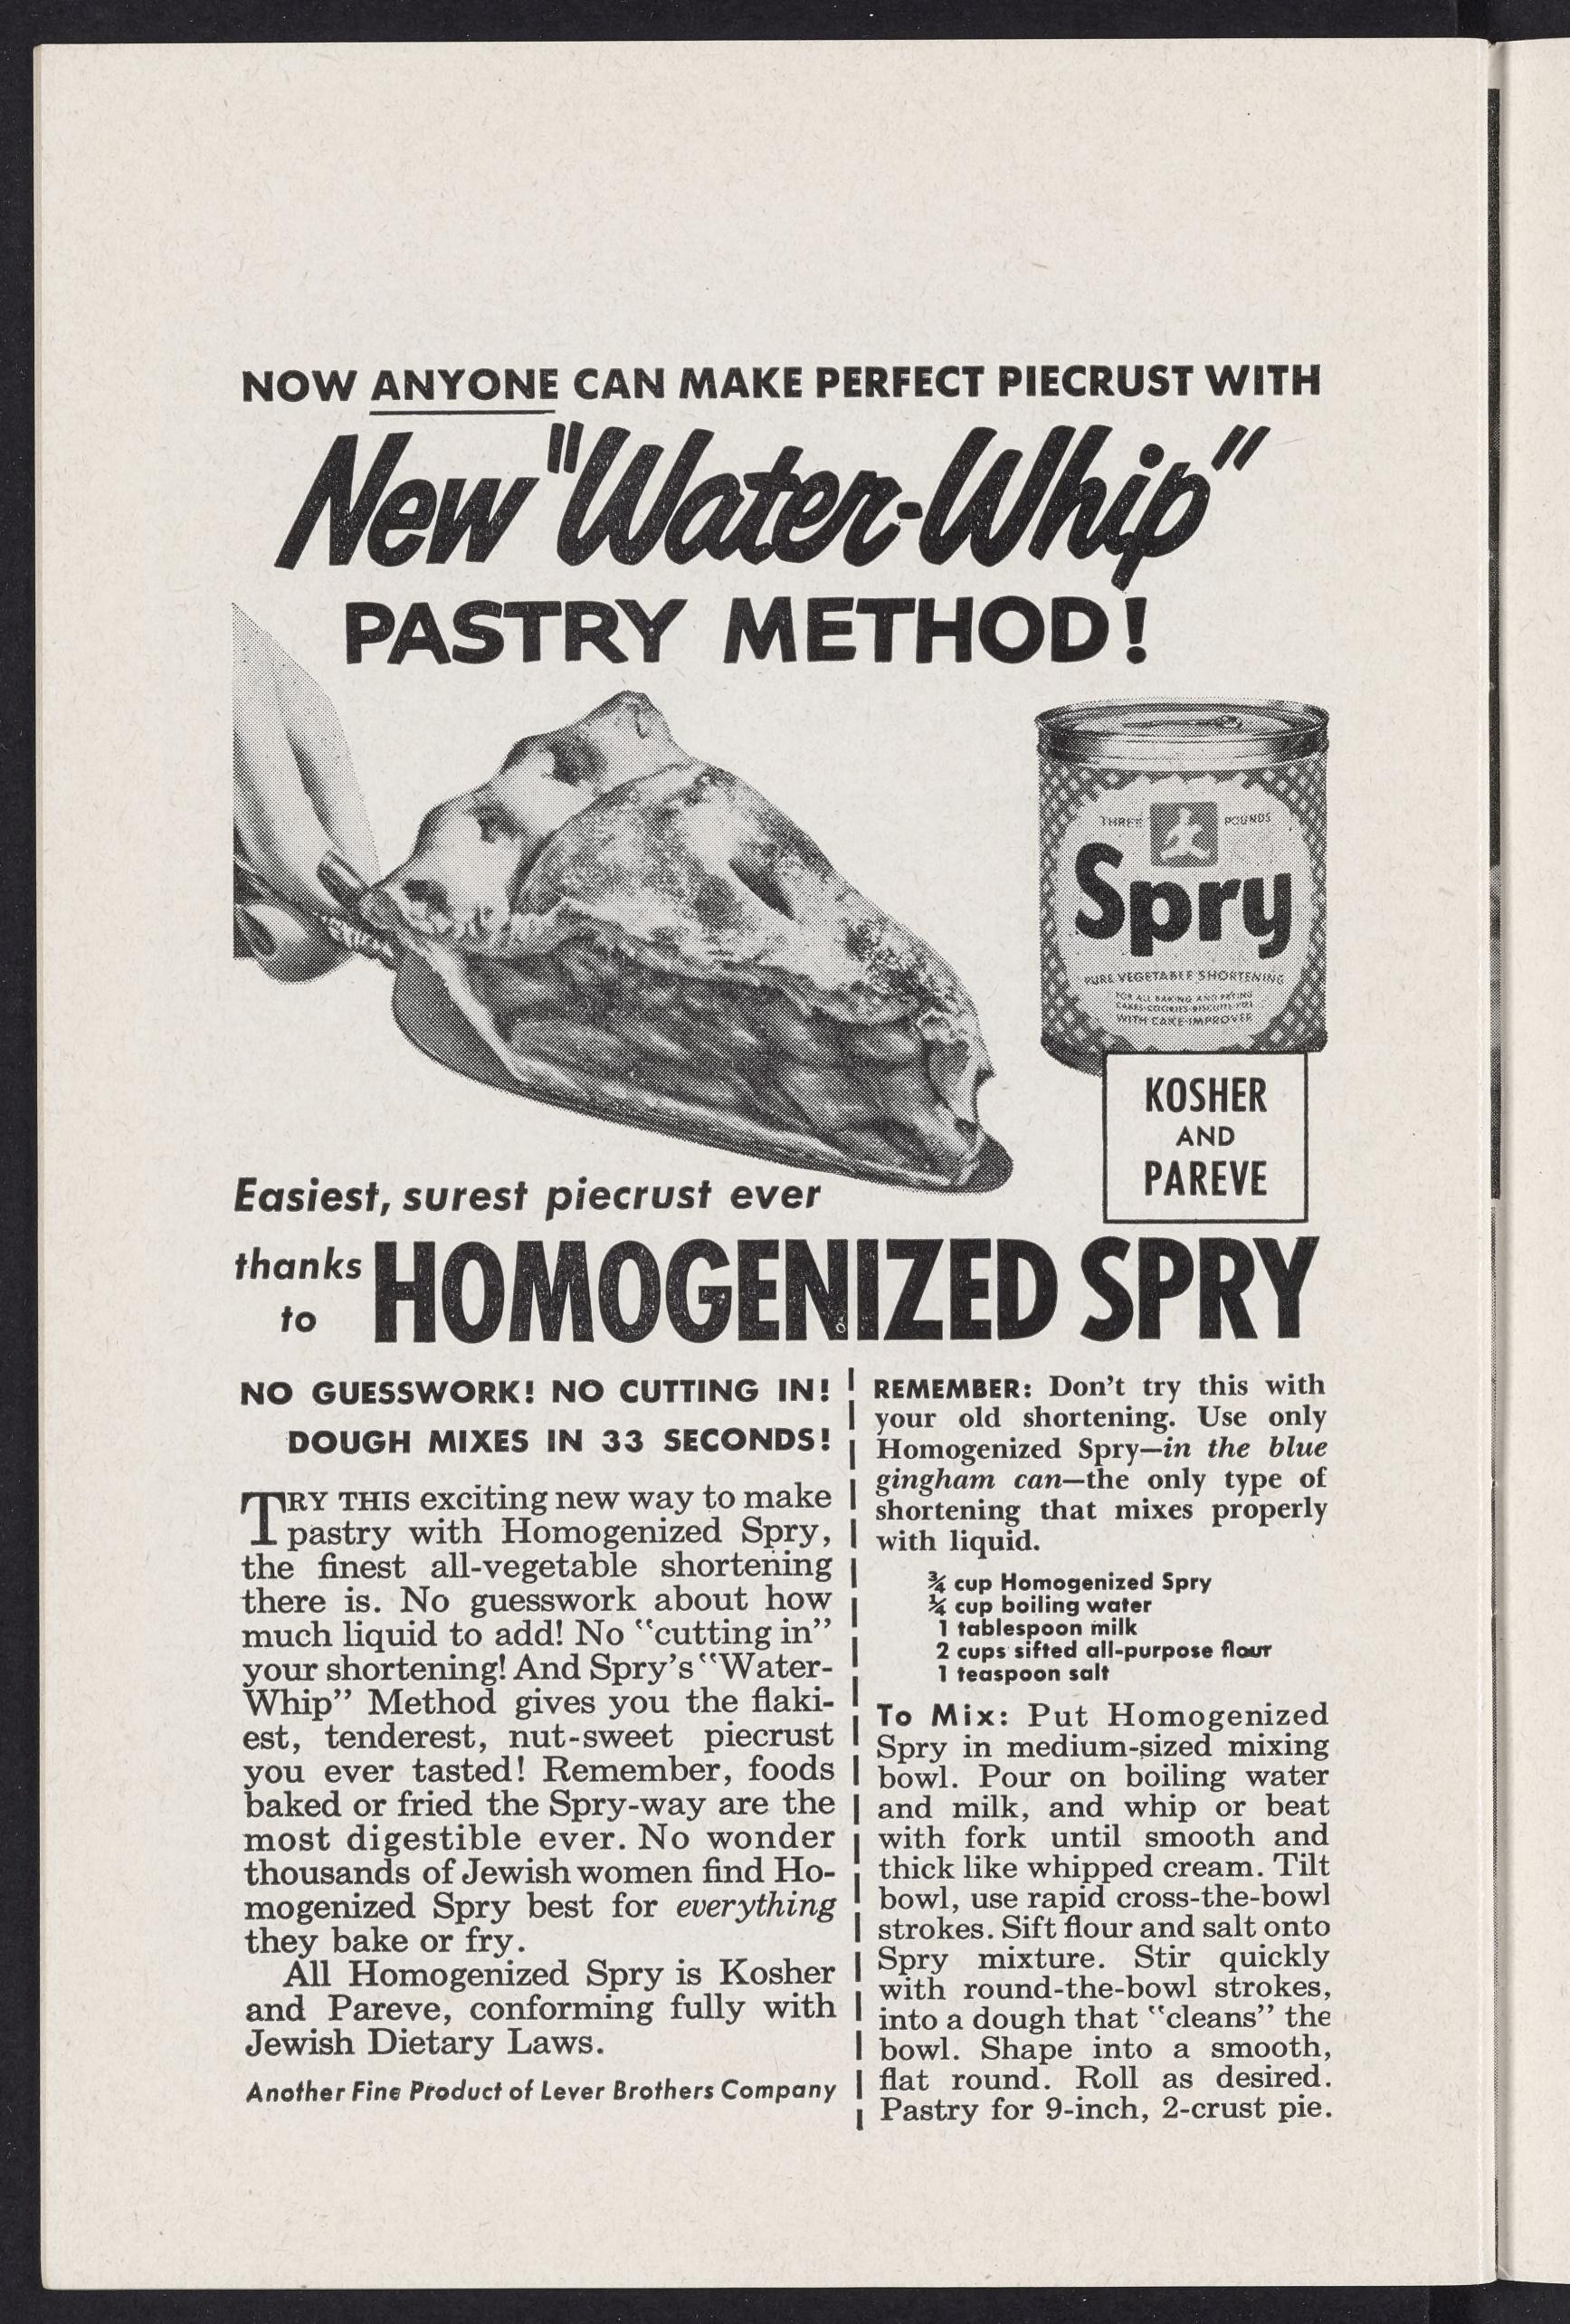 NOW ANYONE CAN MAKE PERFECT PIECRUST WITH
New "Water-Whip"
PASTRY METHOD!
THREE POUNDS
Spry
PURE VEGETABLE SHORTENING
FOR ALL BAKING AND FRYING
CAKES·COOKIES·BISCUITS·PIES
WITH CAKE-IMPROVER
KOSHER
AND
PAREVE
Easiest, surest piecrust ever
thanks
to
HOMOGENIZED SPRY
NO GUESSWORK! NO CUTTING IN!
DOUGH MIXES IN 33 SECONDS!
TRY THIS exciting new way to make
pastry with Homogenized Spry,
the finest all-vegetable shortening
there is. No guesswork about how
much liquid to add! No "cutting in"
your shortening! And Spry's "Water-
Whip" Method gives you the flaki-
est, tenderest, nut-sweet piecrust
you ever tasted! Remember, foods
baked or fried the Spry-way are the
most digestible ever. No wonder
thousands of Jewish women find Ho-
mogenized Spry best for everything
they bake or fry.
All Homogenized Spry is Kosher
and Pareve, conforming fully with
Jewish Dietary Laws.
Another Fine Product of Lever Brothers Company
REMEMBER: Don't try this with
your old shortening. Use only
Homogenized Spry—in the blue
gingham can—the only type of
shortening that mixes properly
with liquid.
¾ cup Homogenized Spry
¼ cup boiling water
1 tablespoon milk
2 cups sifted all-purpose flour
1 teaspoon salt
To Mix: Put Homogenized
Spry in medium-sized mixing
bowl. Pour on boiling water
and milk, and whip or beat
with fork until smooth and
thick like whipped cream. Tilt
bowl, use rapid cross-the-bowl
strokes. Sift flour and salt onto
Spry mixture. Stir quickly
with round-the-bowl strokes,
into a dough that "cleans" the
bowl. Shape into a smooth,
flat round. Roll as desired.
Pastry for 9-inch, 2-crust pie.